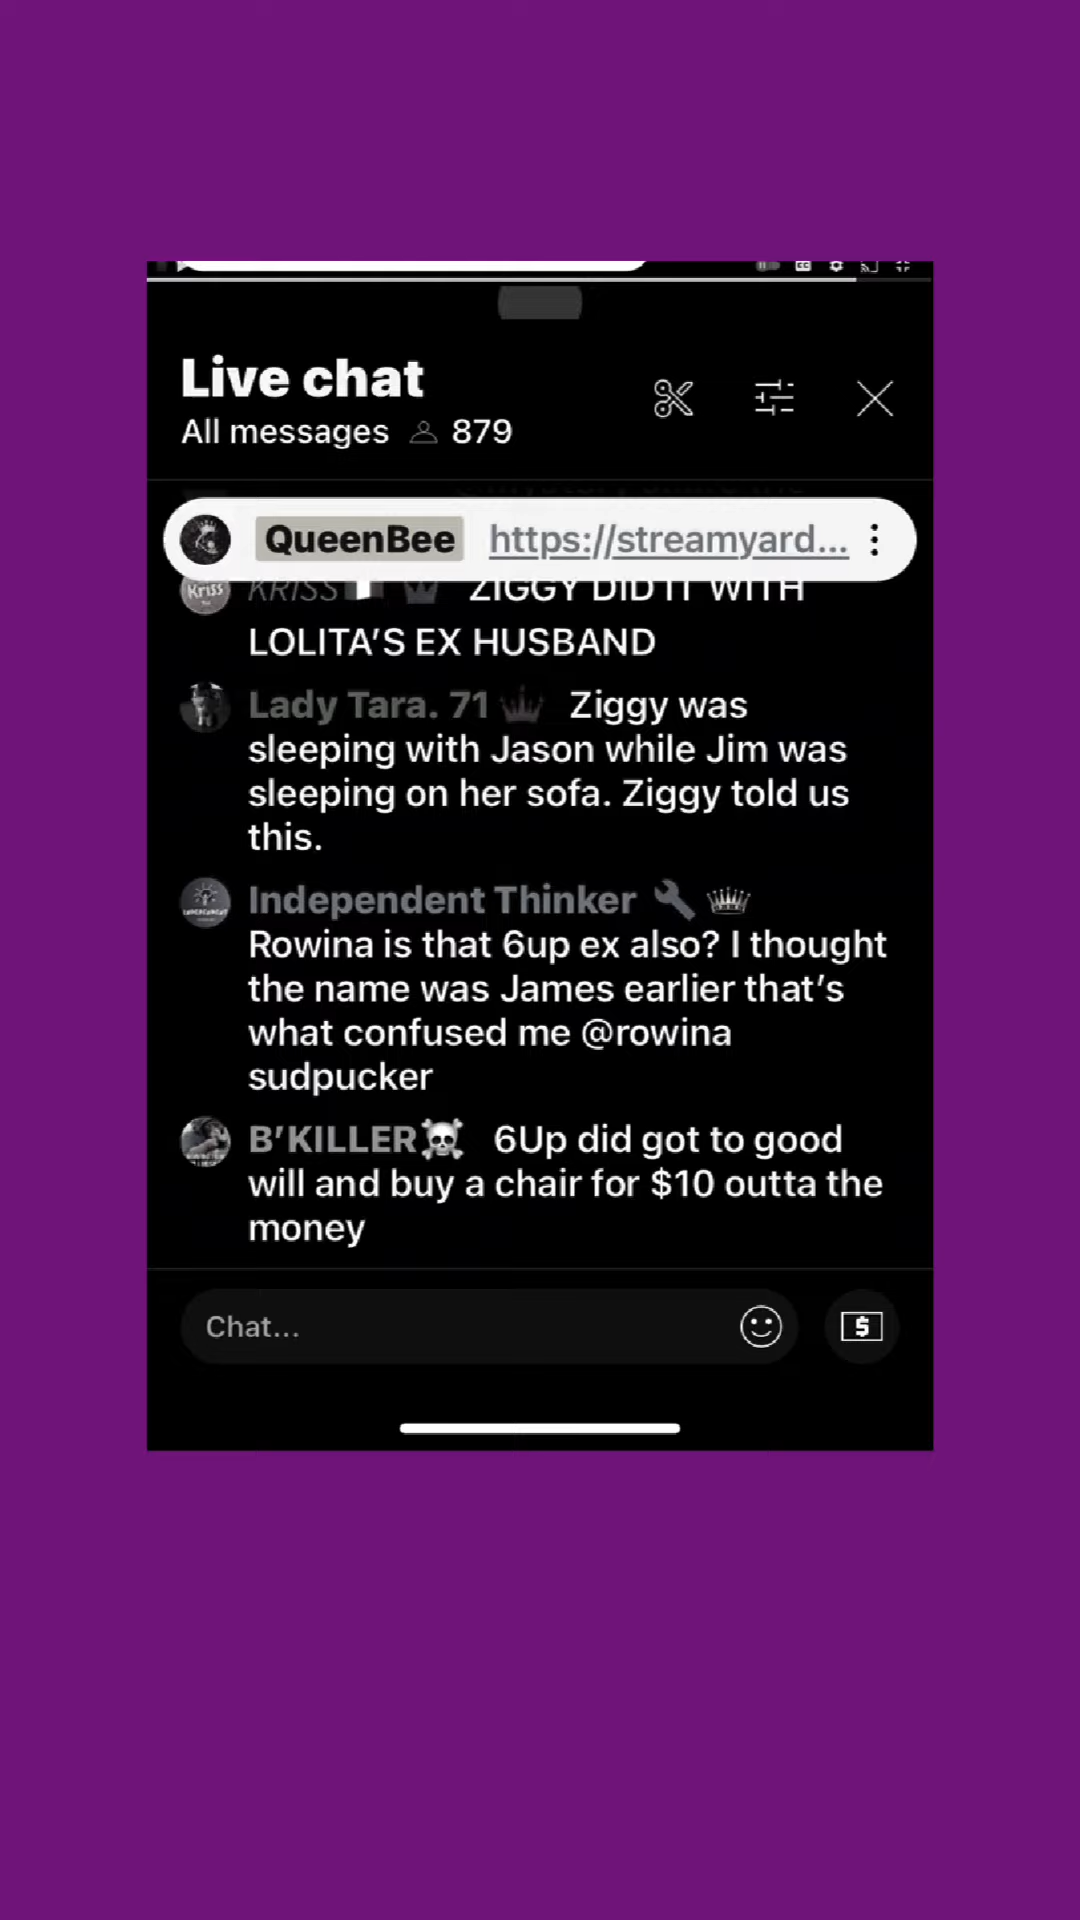 Live chat
All messages 879
QueenBee https://streamyard...
KRISS ZIGGY DID IT WITH
LOLITA'S EX HUSBAND
Lady Tara. 71 Ziggy was
sleeping with Jason while Jim was
sleeping on her sofa. Ziggy told us
this.
Independent Thinker
Rowina is that 6up ex also? I thought
the name was James earlier that's
what confused me @rowina
sudpucker
B'KILLER☠️ 6Up did got to good
will and buy a chair for $10 outta the
money
Chat...